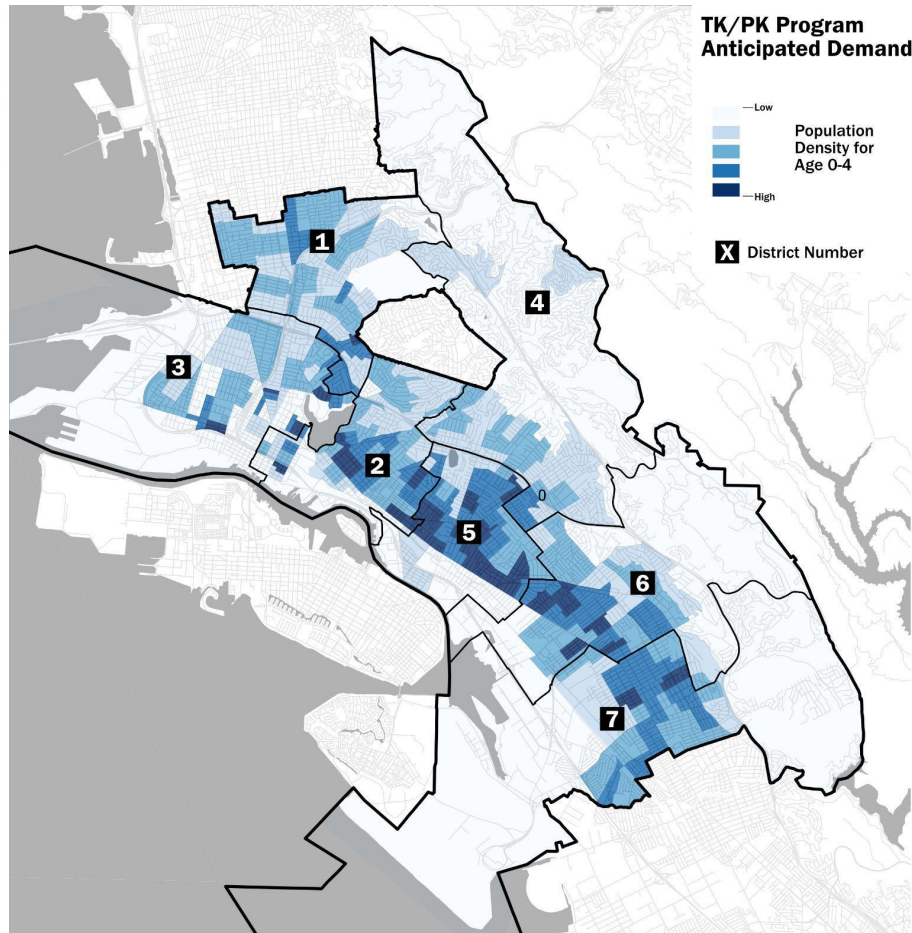 TK/PK Program
Anticipated Demand
Low
Population
Density for
Age 0-4
High
X District Number
1
4
3
2
0
5
6
7